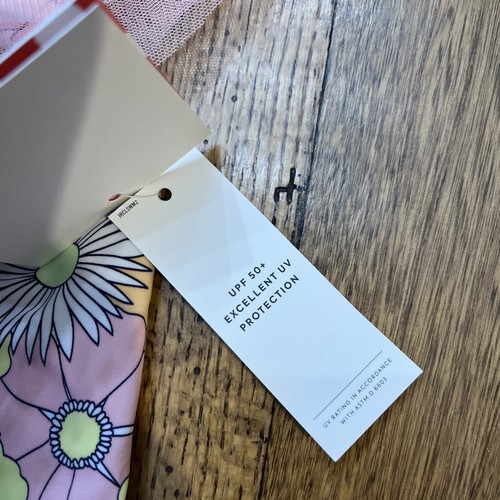 UPF 50+
EXCELLENT UV
PROTECTION
UV RATING IN ACCORDANCE
WITH ASTM D 6603